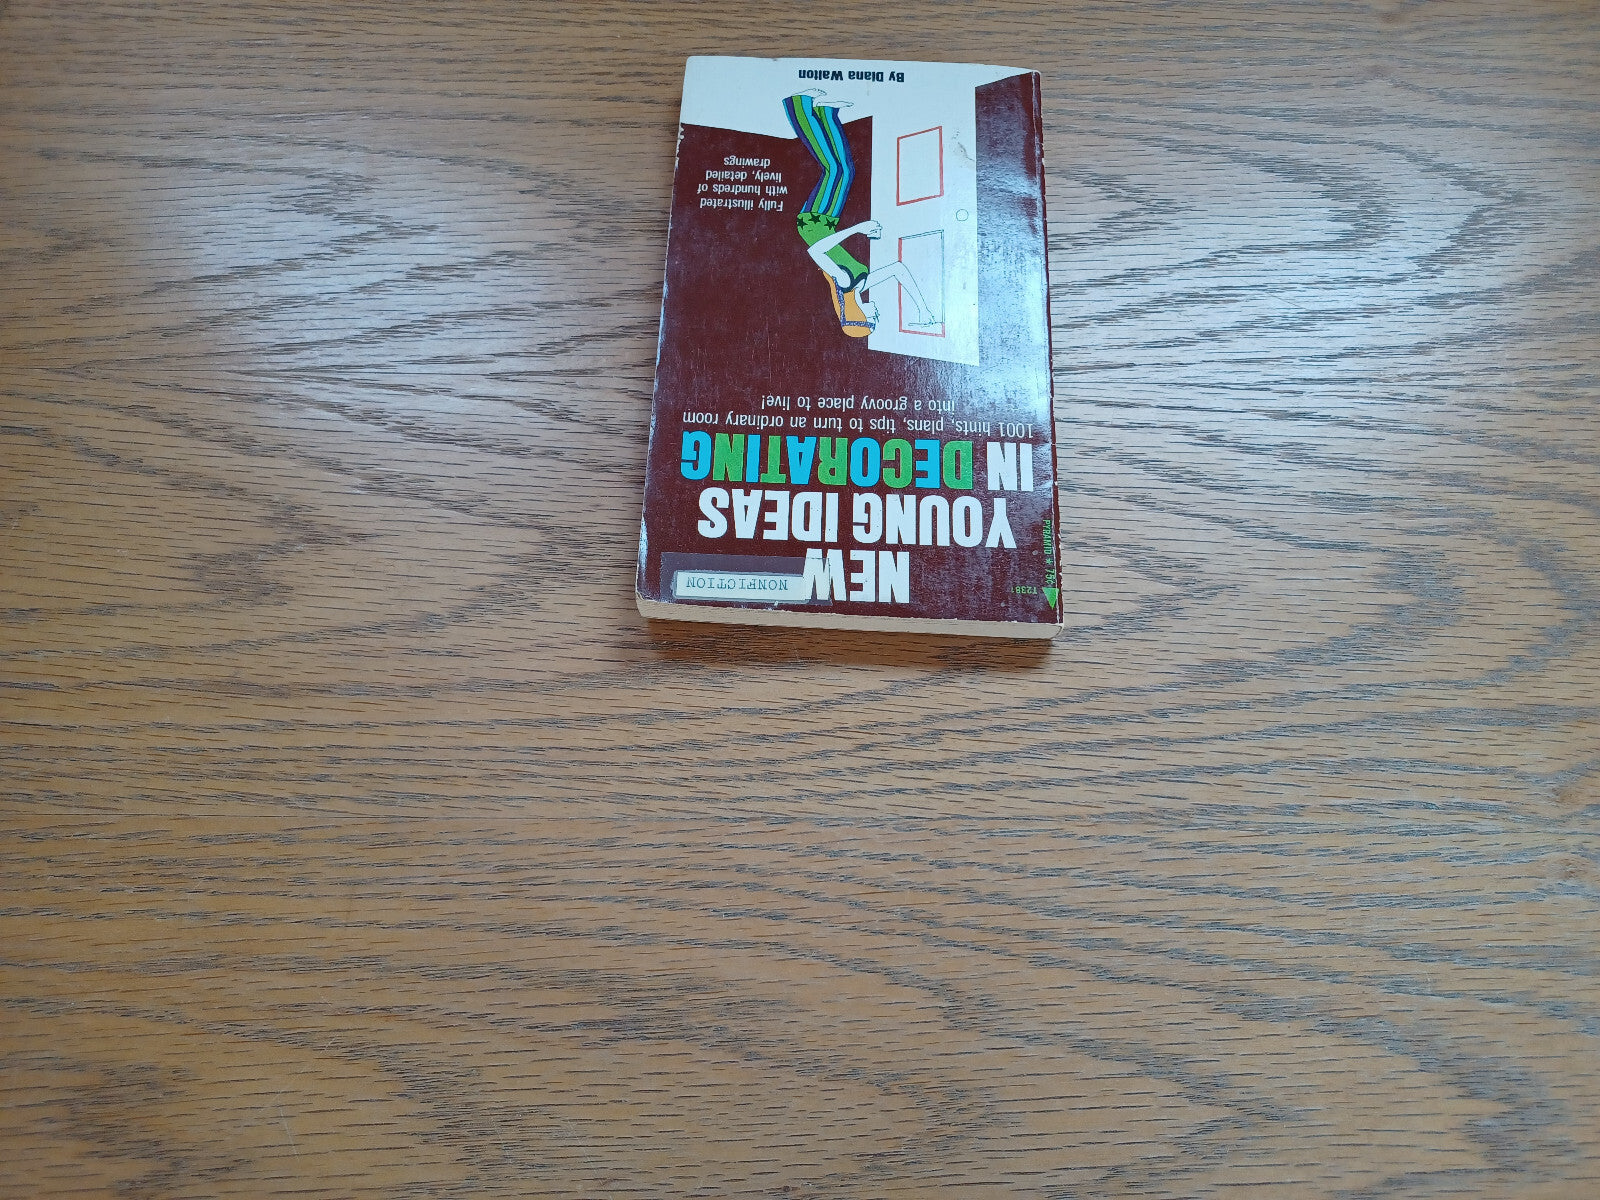 T2381
PYRAMID ★ 75¢
NONFICTION
NEW
YOUNG IDEAS
IN DECORATING
1001 hints, plans, tips to turn an ordinary room
into a groovy place to live!
Fully illustrated
with hundreds of
lively, detailed
drawings
By Diana Walton